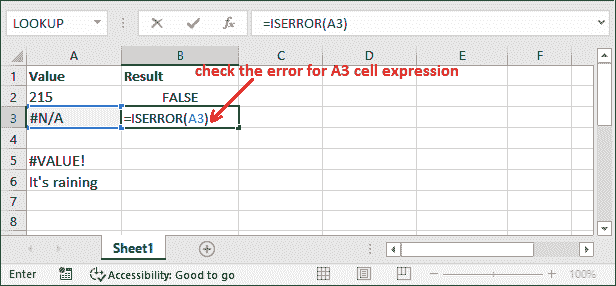 LOOKUP =ISERROR(A3)
A B C D E F
1 Value Result
check the error for A3 cell expression
2 215 FALSE
3 #N/A =ISERROR(A3)
4
5 #VALUE!
6 It's raining
7
8
Sheet1
Enter Accessibility: Good to go 100%